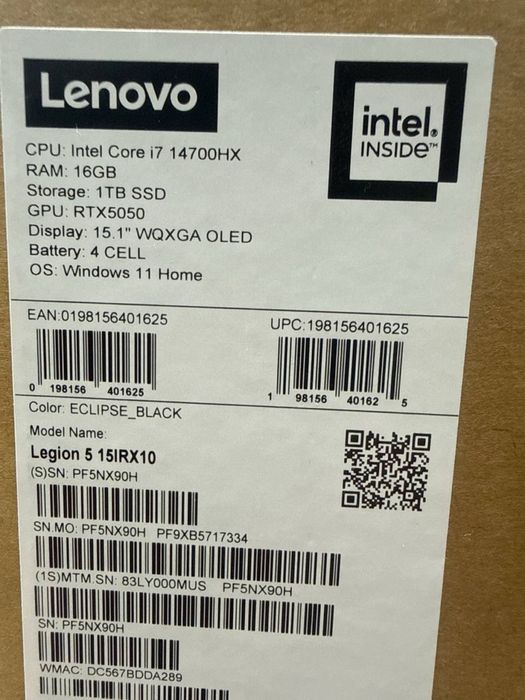 Lenovo
intel.
INSIDE™
CPU: Intel Core i7 14700HX
RAM: 16GB
Storage: 1TB SSD
GPU: RTX5050
Display: 15.1" WQXGA OLED
Battery: 4 CELL
OS: Windows 11 Home
EAN:0198156401625
UPC:198156401625
0 198156 401625
1 98156 40162 5
Color: ECLIPSE_BLACK
Model Name:
Legion 5 15IRX10
(S)SN: PF5NX90H
SN.MO: PF5NX90H PF9XB5717334
(1S)MTM.SN: 83LY000MUS PF5NX90H
SN: PF5NX90H
WMAC: DC567BDDA289